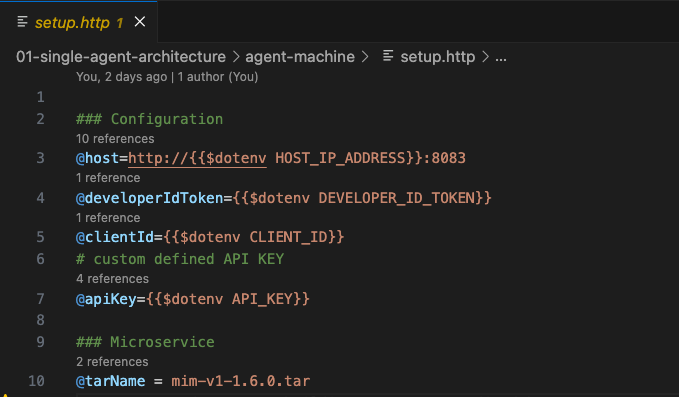 setup.http 1
01-single-agent-architecture > agent-machine > setup.http > ...
You, 2 days ago | 1 author (You)
1
2 ### Configuration
10 references
3 @host=http://{{$dotenv HOST_IP_ADDRESS}}:8083
1 reference
4 @developerIdToken={{$dotenv DEVELOPER_ID_TOKEN}}
1 reference
5 @clientId={{$dotenv CLIENT_ID}}
6 # custom defined API KEY
4 references
7 @apiKey={{$dotenv API_KEY}}
8
9 ### Microservice
2 references
10 @tarName = mim-v1-1.6.0.tar